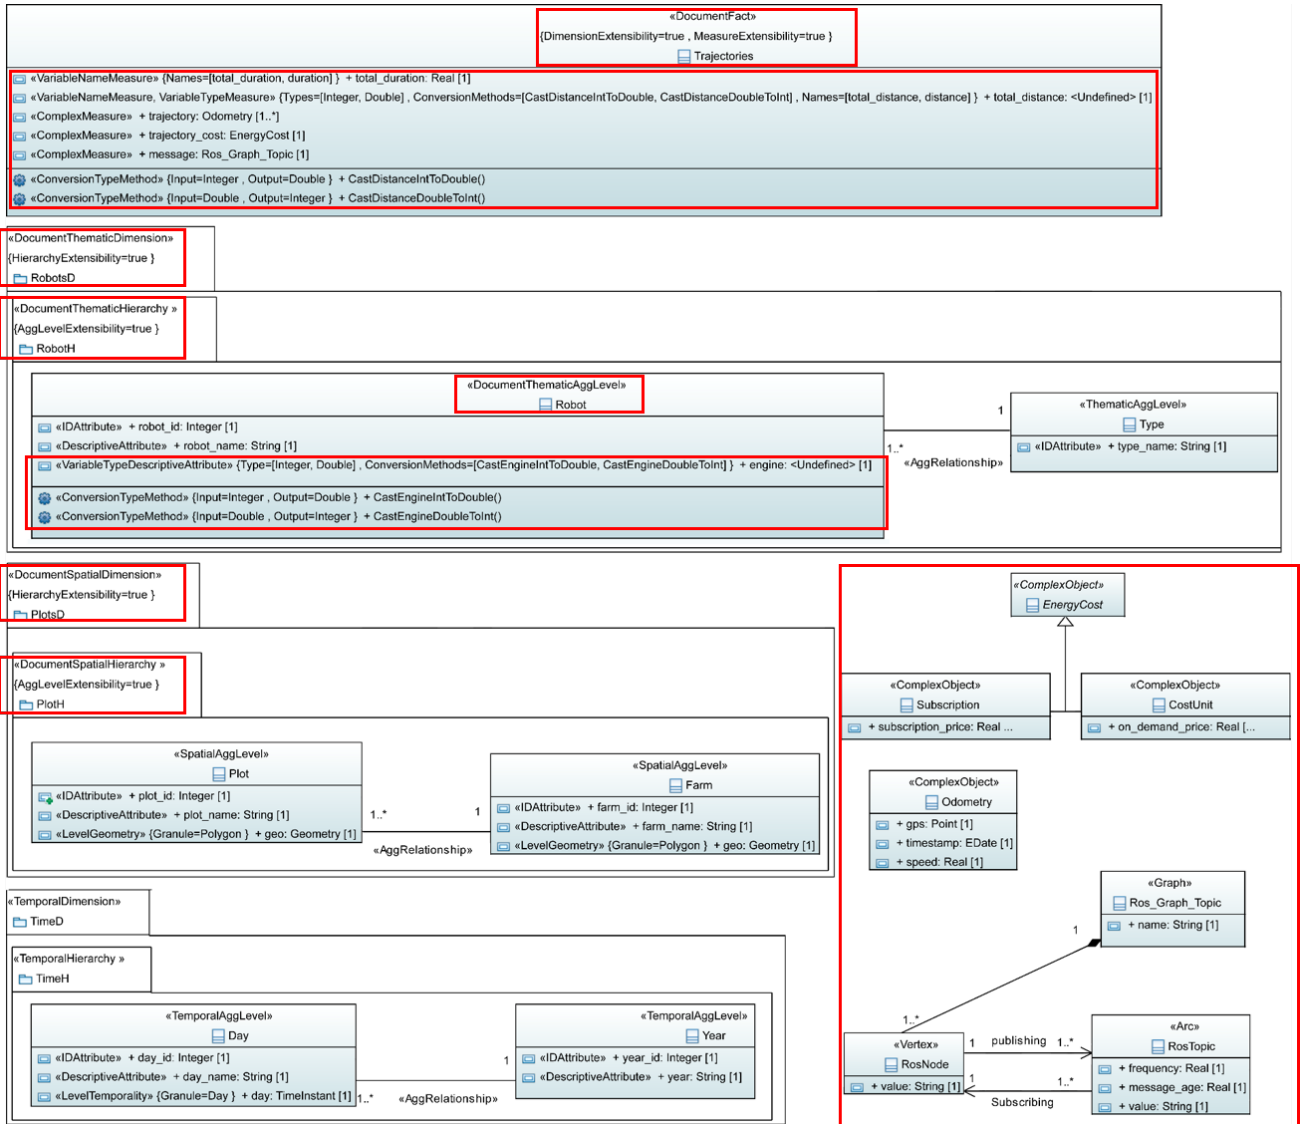 «DocumentFact»
{DimensionExtensibility=true , MeasureExtensibility=true }
Trajectories
«VariableNameMeasure» {Names=[total_duration, duration] } + total_duration: Real [1]
«VariableNameMeasure, VariableTypeMeasure» {Types=[Integer, Double] , ConversionMethods=[CastDistanceIntToDouble, CastDistanceDoubleToInt] , Names=[total_distance, distance] } + total_distance: <Undefined> [1]
«ComplexMeasure» + trajectory: Odometry [1..*]
«ComplexMeasure» + trajectory_cost: EnergyCost [1]
«ComplexMeasure» + message: Ros_Graph_Topic [1]
«ConversionTypeMethod» {Input=Integer , Output=Double } + CastDistanceIntToDouble()
«ConversionTypeMethod» {Input=Double , Output=Integer } + CastDistanceDoubleToInt()
«DocumentThematicDimension»
{HierarchyExtensibility=true }
RobotsD
«DocumentThematicHierarchy »
{AggLevelExtensibility=true }
RobotH
«DocumentThematicAggLevel»
Robot
«IDAttribute» + robot_id: Integer [1]
«DescriptiveAttribute» + robot_name: String [1]
«VariableTypeDescriptiveAttribute» {Type=[Integer, Double] , ConversionMethods=[CastEngineIntToDouble, CastEngineDoubleToInt] } + engine: <Undefined> [1]
«ConversionTypeMethod» {Input=Integer , Output=Double } + CastEngineIntToDouble()
«ConversionTypeMethod» {Input=Double , Output=Integer } + CastEngineDoubleToInt()
1
1..*
«AggRelationship»
«ThematicAggLevel»
Type
«IDAttribute» + type_name: String [1]
«DocumentSpatialDimension»
{HierarchyExtensibility=true }
PlotsD
«DocumentSpatialHierarchy »
{AggLevelExtensibility=true }
PlotH
«SpatialAggLevel»
Plot
«IDAttribute» + plot_id: Integer [1]
«DescriptiveAttribute» + plot_name: String [1]
«LevelGeometry» {Granule=Polygon } + geo: Geometry [1]
1..*
1
«AggRelationship»
«SpatialAggLevel»
Farm
«IDAttribute» + farm_id: Integer [1]
«DescriptiveAttribute» + farm_name: String [1]
«LevelGeometry» {Granule=Polygon } + geo: Geometry [1]
«TemporalDimension»
TimeD
«TemporalHierarchy »
TimeH
«TemporalAggLevel»
Day
«IDAttribute» + day_id: Integer [1]
«DescriptiveAttribute» + day_name: String [1]
«LevelTemporality» {Granule=Day } + day: TimeInstant [1]
1
1..*
«AggRelationship»
«TemporalAggLevel»
Year
«IDAttribute» + year_id: Integer [1]
«DescriptiveAttribute» + year: String [1]
«ComplexObject»
EnergyCost
«ComplexObject»
Subscription
+ subscription_price: Real ...
«ComplexObject»
CostUnit
+ on_demand_price: Real [...
«ComplexObject»
Odometry
+ gps: Point [1]
+ timestamp: EDate [1]
+ speed: Real [1]
«Graph»
Ros_Graph_Topic
+ name: String [1]
1
1..*
«Vertex»
RosNode
+ value: String [1]
1 publishing 1..*
1 1..*
Subscribing
«Arc»
RosTopic
+ frequency: Real [1]
+ message_age: Real [1]
+ value: String [1]